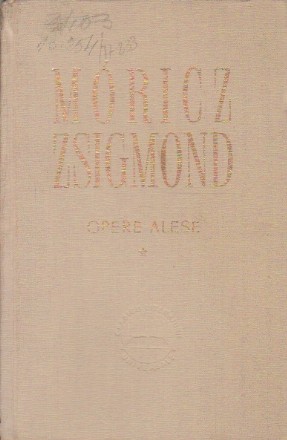 MÓRICZ
ZSIGMOND
OPERE ALESE
*